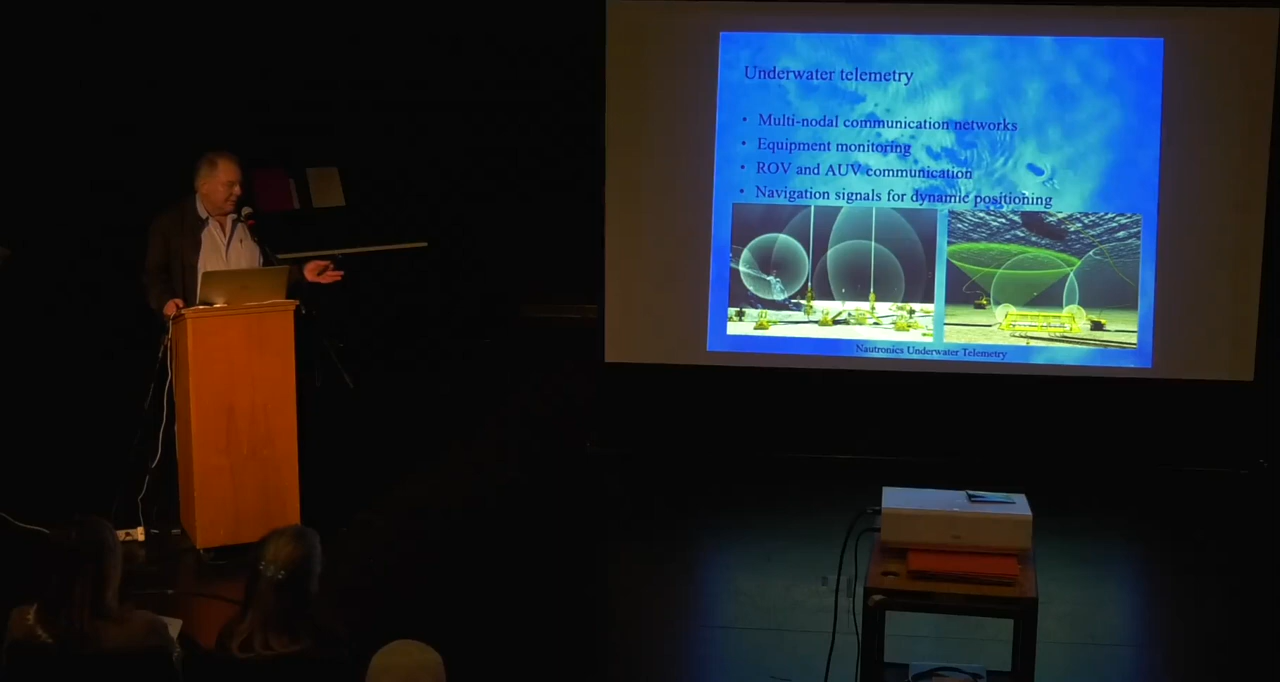 Underwater telemetry
• Multi-nodal communication networks
• Equipment monitoring
• ROV and AUV communication
• Navigation signals for dynamic positioning
Nautronics Underwater Telemetry